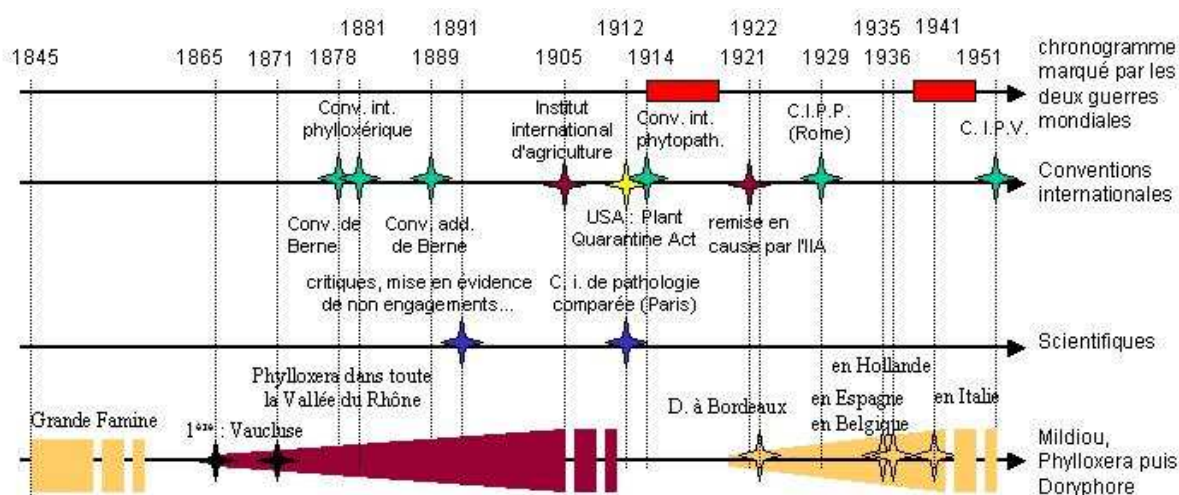 1845
1865
1871
1878
1881
1889
1891
1905
1912
1914
1921
1922
1929
1935
1936
1941
1951
chronogramme
marqué par les
deux guerres
mondiales
Conv. int.
phylloxérique
Institut
international
d'agriculture
Conv. int.
phytopath.
C.I.P.P.
(Rome)
C. I.P.V.
Conventions
internationales
Conv. de
Berne
Conv. add.
de Berne
USA : Plant
Quarantine Act
remise en
cause par l'IIA
critiques, mise en évidence
de non engagements...
C. i. de pathologie
comparée (Paris)
Scientifiques
Grande Famine
1ère : Vaucluse
Phylloxera dans toute
la Vallée du Rhône
D. à Bordeaux
en Hollande
en Espagne
en Belgique
en Italie
Mildiou,
Phylloxera puis
Doryphore